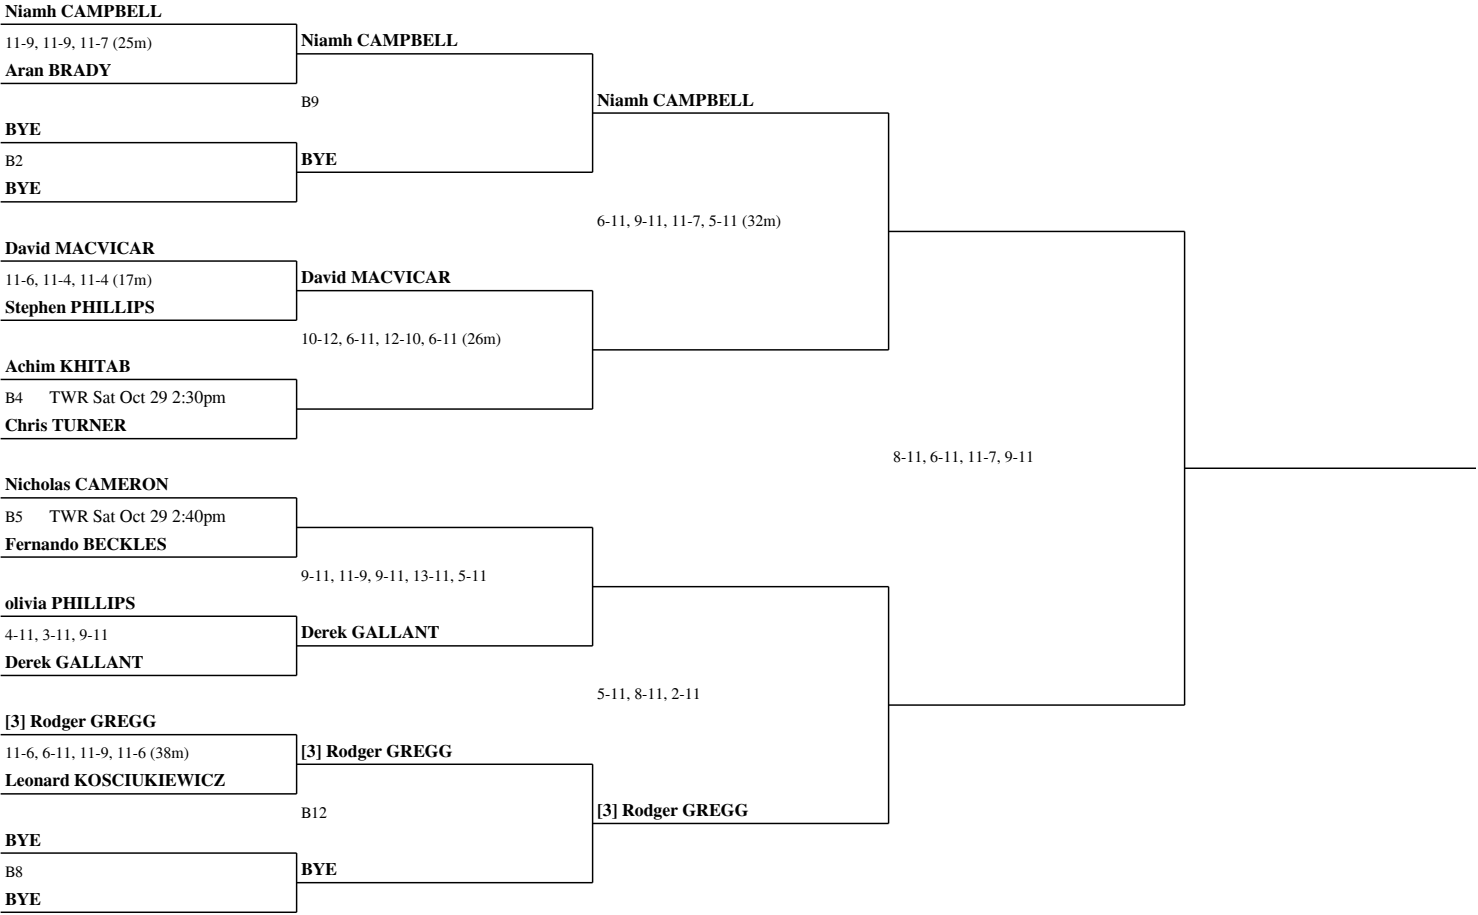 Niamh CAMPBELL
11-9, 11-9, 11-7 (25m)
Aran BRADY
BYE
B2
BYE
David MACVICAR
11-6, 11-4, 11-4 (17m)
Stephen PHILLIPS
Achim KHITAB
B4 TWR Sat Oct 29 2:30pm
Chris TURNER
Nicholas CAMERON
B5 TWR Sat Oct 29 2:40pm
Fernando BECKLES
olivia PHILLIPS
4-11, 3-11, 9-11
Derek GALLANT
[3] Rodger GREGG
11-6, 6-11, 11-9, 11-6 (38m)
Leonard KOSCIUKIEWICZ
BYE
B8
BYE
Niamh CAMPBELL
B9
BYE
David MACVICAR
10-12, 6-11, 12-10, 6-11 (26m)
9-11, 11-9, 9-11, 13-11, 5-11
Derek GALLANT
[3] Rodger GREGG
B12
BYE
Niamh CAMPBELL
6-11, 9-11, 11-7, 5-11 (32m)
5-11, 8-11, 2-11
[3] Rodger GREGG
8-11, 6-11, 11-7, 9-11